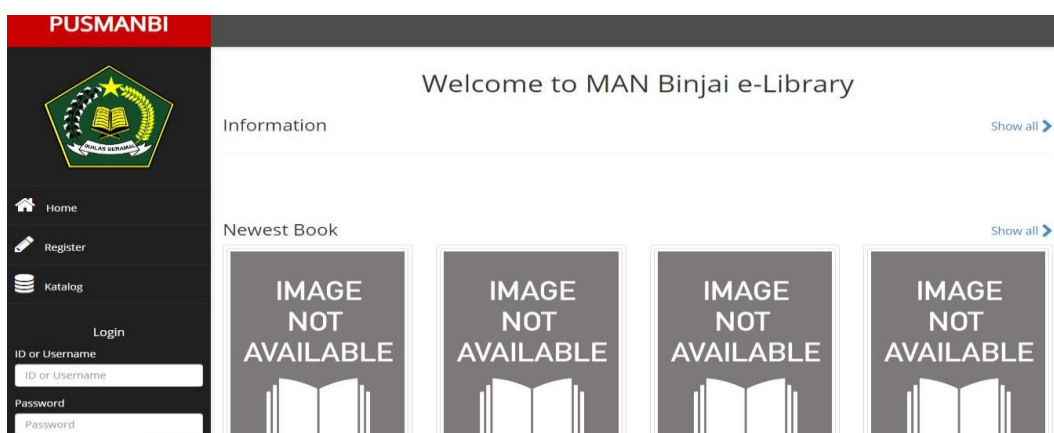 PUSMANBI
IKHLAS BERAMAL
Home
Register
Katalog
Login
ID or Username
ID or Username
Password
Password
Welcome to MAN Binjai e-Library
Information
Show all
Newest Book
Show all
IMAGE
NOT
AVAILABLE
IMAGE
NOT
AVAILABLE
IMAGE
NOT
AVAILABLE
IMAGE
NOT
AVAILABLE